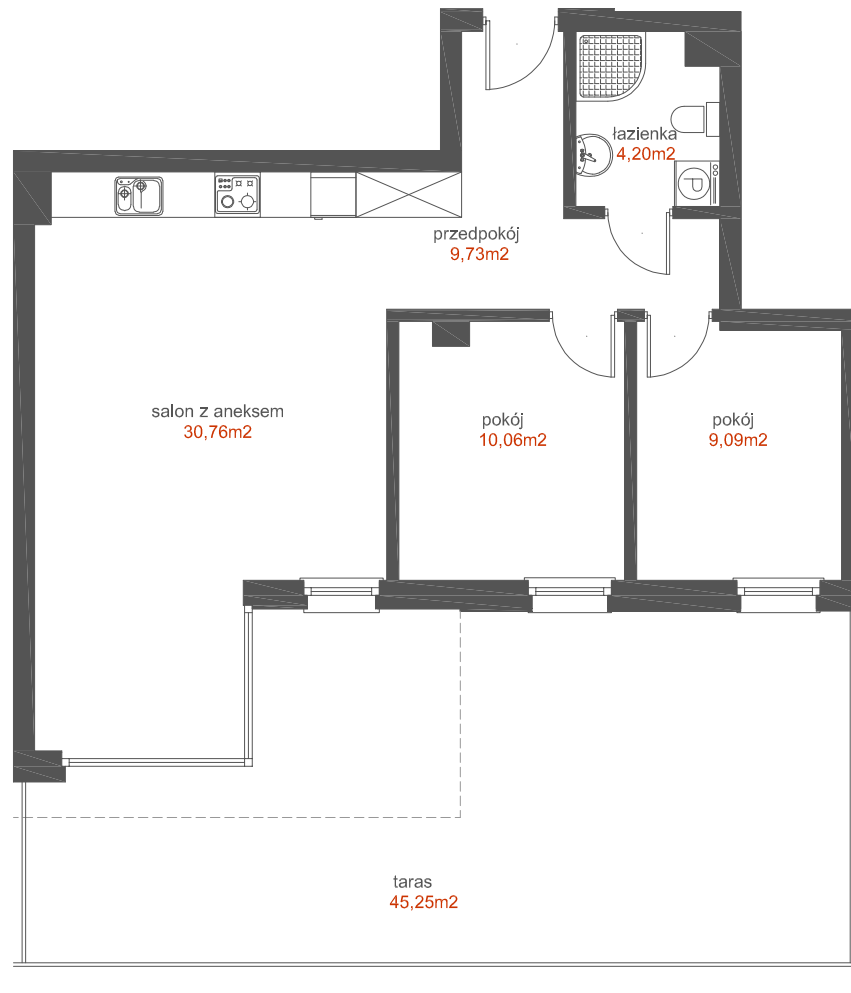 łazienka
4,20m2
P
przedpokój
9,73m2
salon z aneksem
30,76m2
pokój
10,06m2
pokój
9,09m2
taras
45,25m2